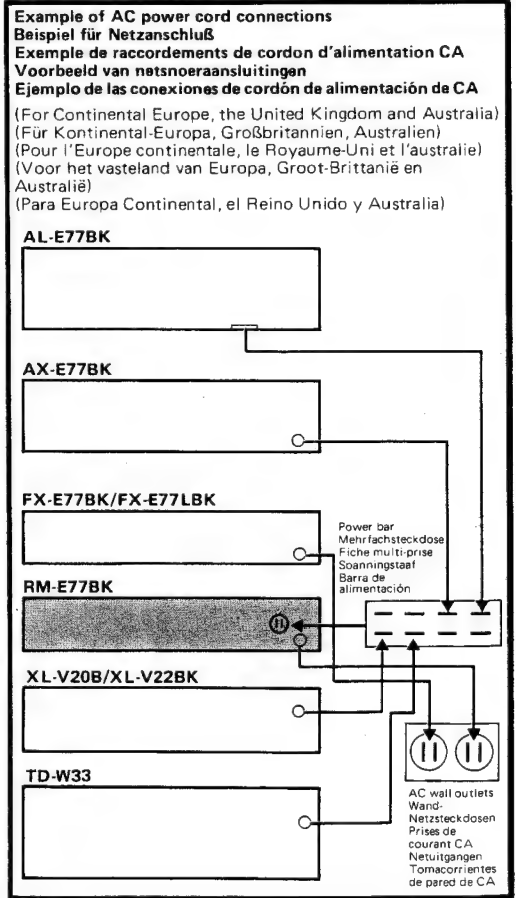 Example of AC power cord connections
Beispiel für Netzanschluß
Exemple de raccordements de cordon d'alimentation CA
Voorbeeld van netsnoeraansluitingen
Ejemplo de las conexiones de cordón de alimentación de CA
(For Continental Europe, the United Kingdom and Australia)
(Für Kontinental-Europa, Großbritannien, Australien)
(Pour l'Europe continentale, le Royaume-Uni et l'australie)
(Voor het vasteland van Europa, Groot-Brittanië en
Australië)
(Para Europa Continental, el Reino Unido y Australia)
AL-E77BK
AX-E77BK
FX-E77BK/FX-E77LBK
Power bar
Mehrfachsteckdose
Fiche multi-prise
Spanningstaaf
Barra de
alimentación
RM-E77BK
XL-V20B/XL-V22BK
TD-W33
AC wall outlets
Wand-
Netzsteckdosen
Prises de
courant CA
Netuitgangen
Tomacorrientes
de pared de CA